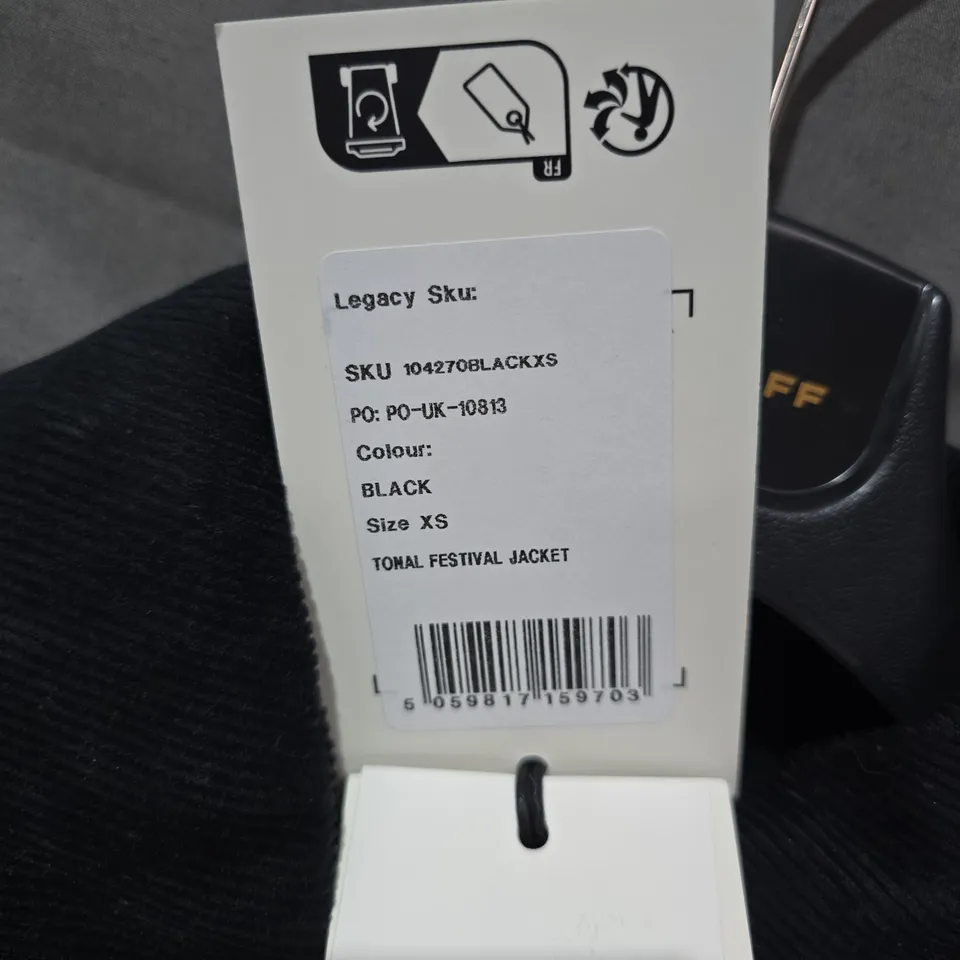 FR
Legacy Sku:
SKU 104270BLACKXS
PO: PO-UK-10813
Colour:
BLACK
Size XS
TONAL FESTIVAL JACKET
5 059817 159703
FF